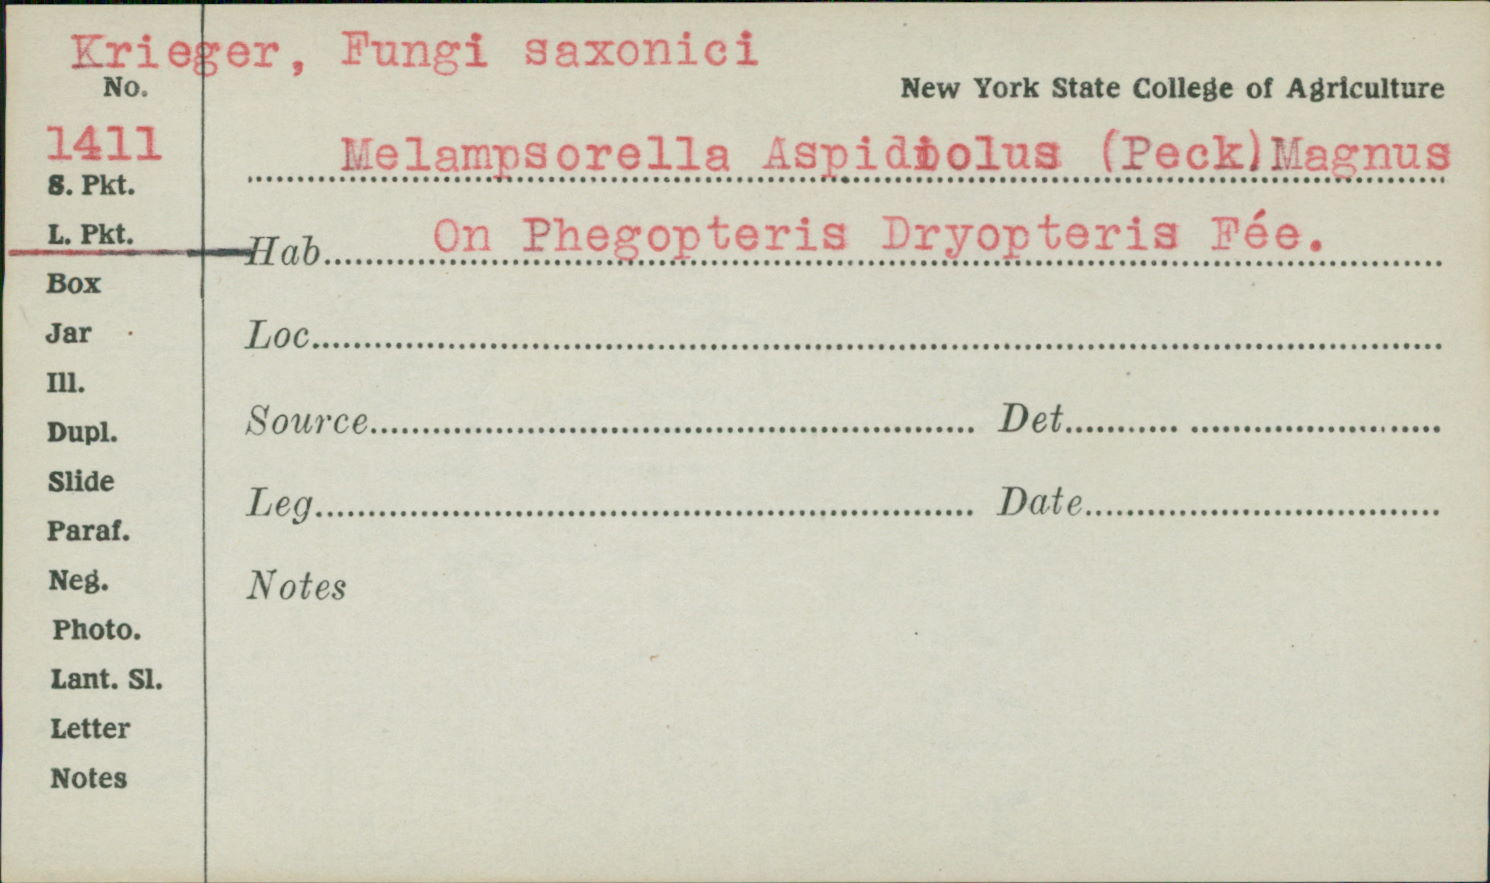 Krieger, Fungi saxonici
No.
New York State College of Agriculture
1411
Melampsorella Aspidiolus (Peck)Magnus
S. Pkt.
L. Pkt.
Hab. On Phegopteris Dryopteris Fée.
Box
Jar
Loc.
Ill.
Dupl.
Source Det.
Slide
Leg. Date
Paraf.
Neg.
Notes
Photo.
Lant. Sl.
Letter
Notes